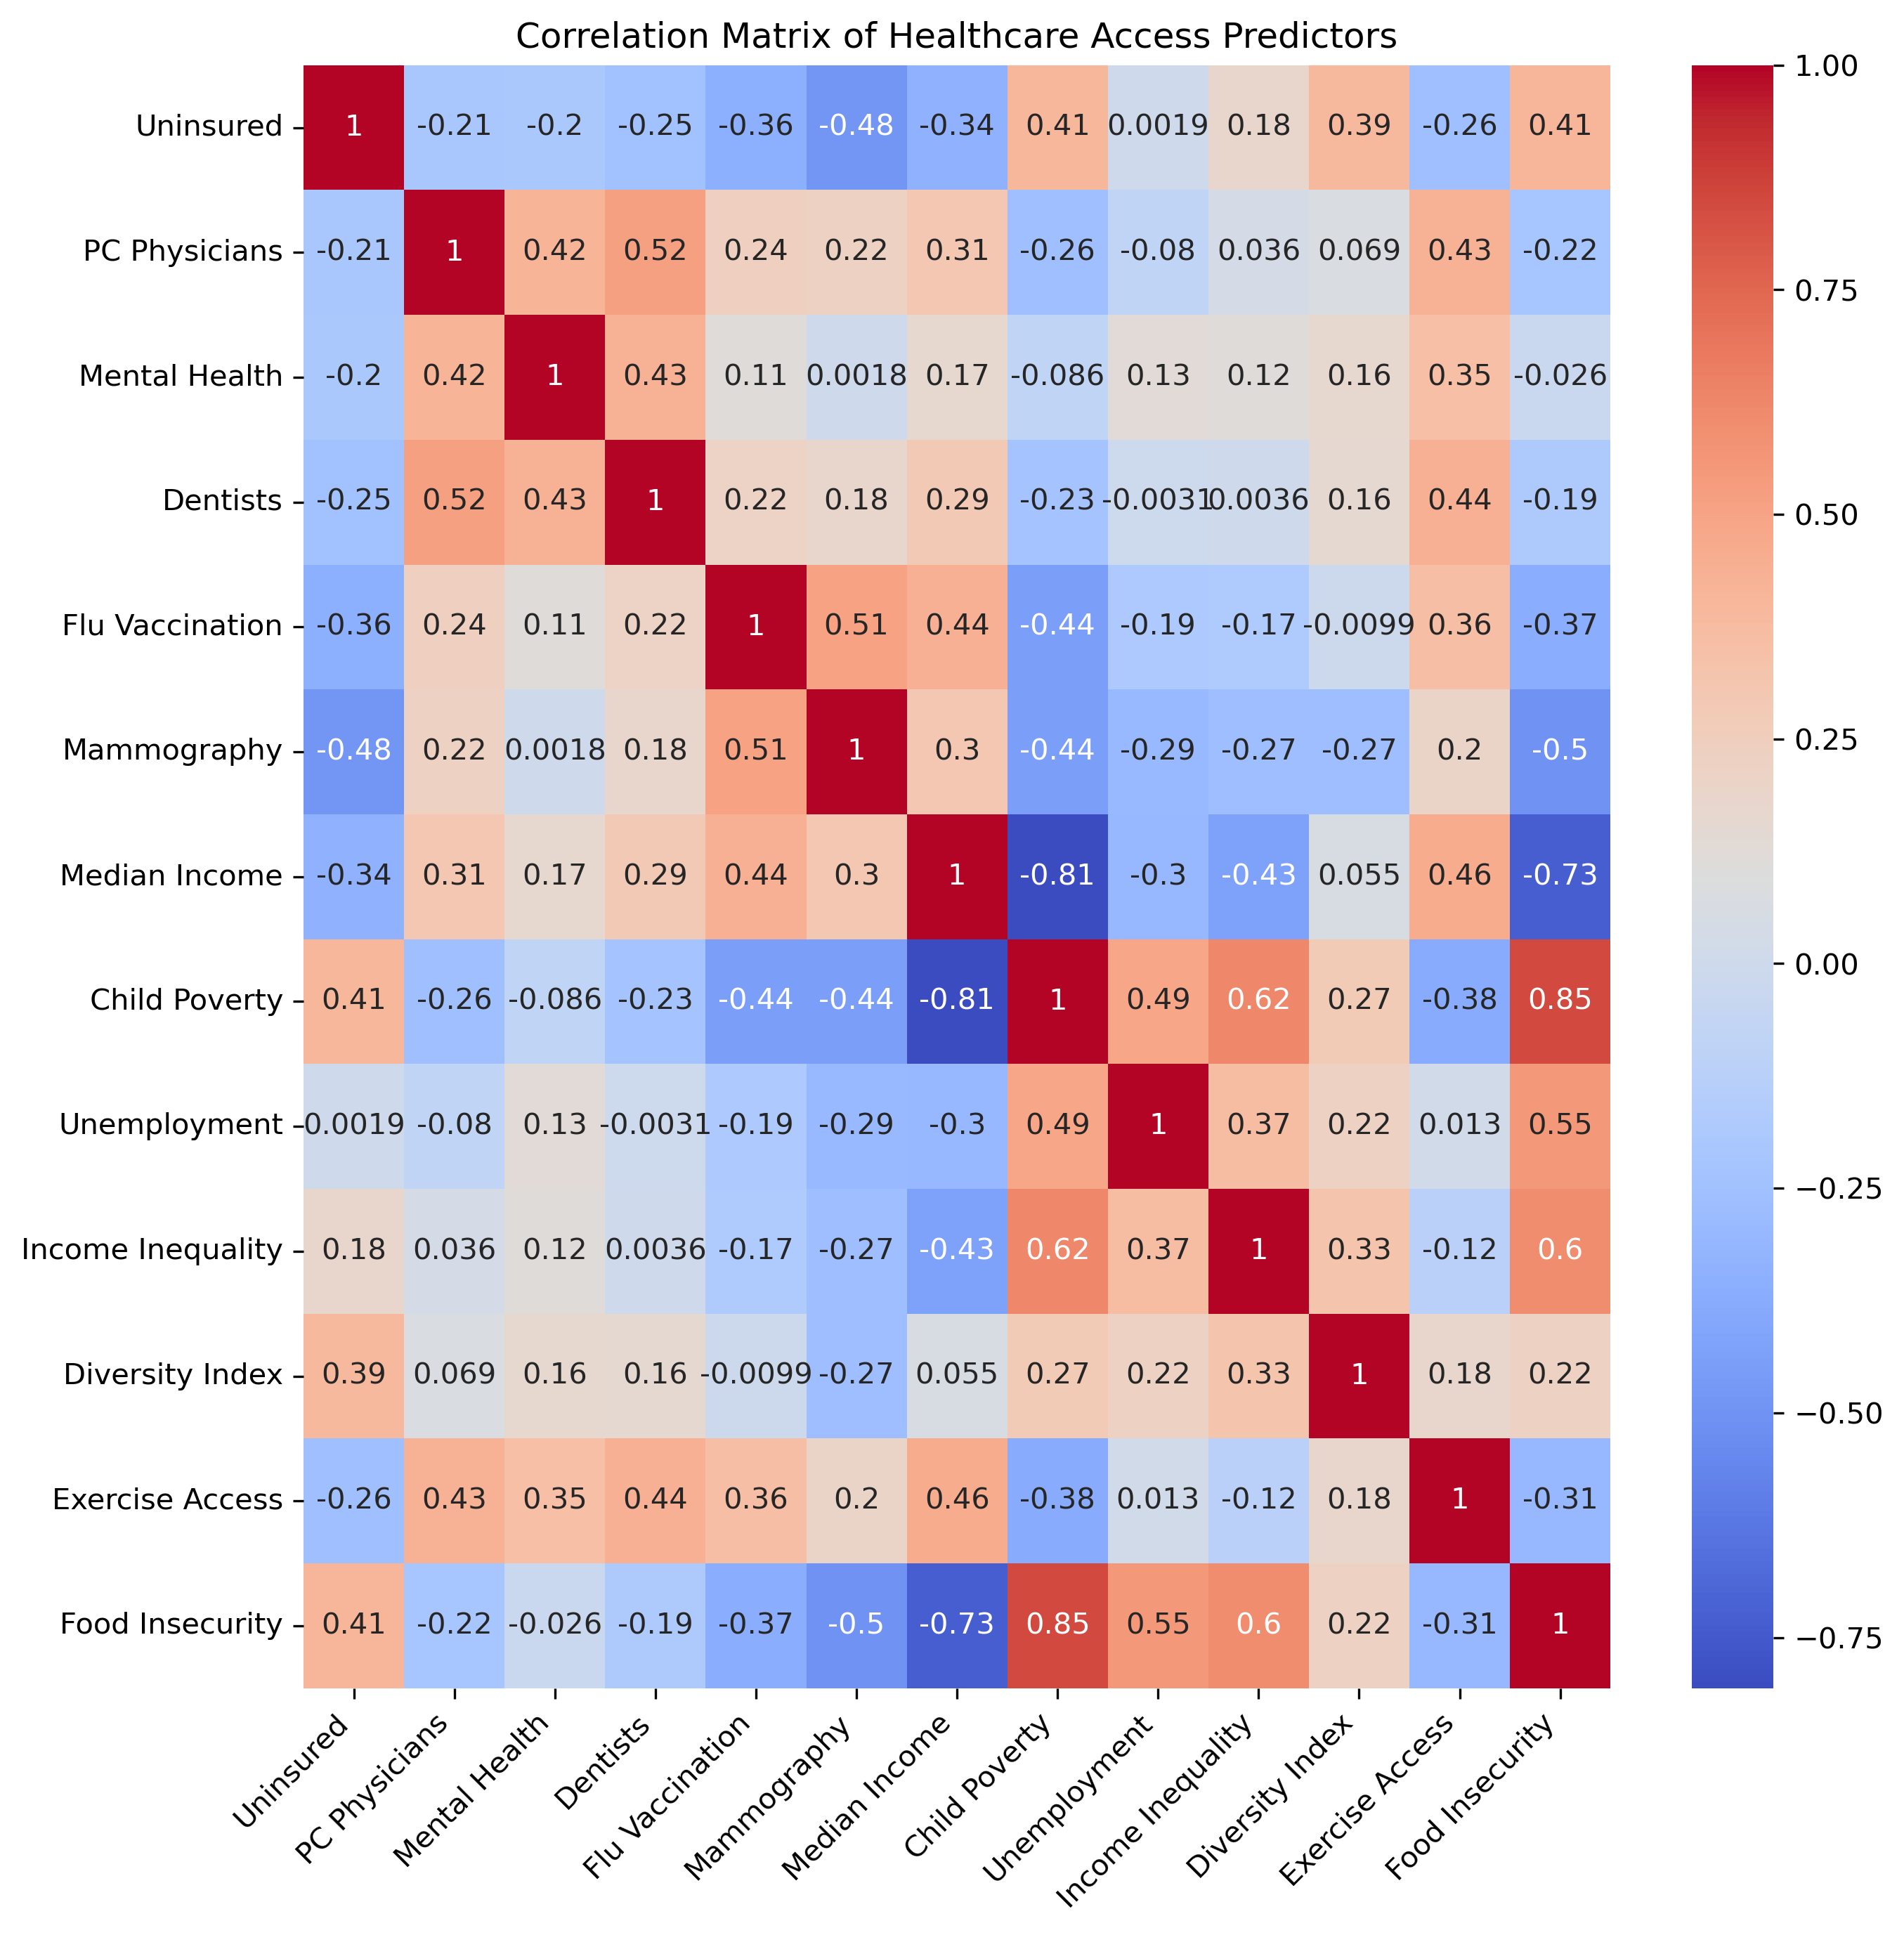 Correlation Matrix of Healthcare Access Predictors
Uninsured 1 -0.21 -0.2 -0.25 -0.36 -0.48 -0.34 0.41 0.0019 0.18 0.39 -0.26 0.41
PC Physicians -0.21 1 0.42 0.52 0.24 0.22 0.31 -0.26 -0.08 0.036 0.069 0.43 -0.22
Mental Health -0.2 0.42 1 0.43 0.11 0.0018 0.17 -0.086 0.13 0.12 0.16 0.35 -0.026
Dentists -0.25 0.52 0.43 1 0.22 0.18 0.29 -0.23 -0.0031 0.0036 0.16 0.44 -0.19
Flu Vaccination -0.36 0.24 0.11 0.22 1 0.51 0.44 -0.44 -0.19 -0.17 -0.0099 0.36 -0.37
Mammography -0.48 0.22 0.0018 0.18 0.51 1 0.3 -0.44 -0.29 -0.27 -0.27 0.2 -0.5
Median Income -0.34 0.31 0.17 0.29 0.44 0.3 1 -0.81 -0.3 -0.43 0.055 0.46 -0.73
Child Poverty 0.41 -0.26 -0.086 -0.23 -0.44 -0.44 -0.81 1 0.49 0.62 0.27 -0.38 0.85
Unemployment 0.0019 -0.08 0.13 -0.0031 -0.19 -0.29 -0.3 0.49 1 0.37 0.22 0.013 0.55
Income Inequality 0.18 0.036 0.12 0.0036 -0.17 -0.27 -0.43 0.62 0.37 1 0.33 -0.12 0.6
Diversity Index 0.39 0.069 0.16 0.16 -0.0099 -0.27 0.055 0.27 0.22 0.33 1 0.18 0.22
Exercise Access -0.26 0.43 0.35 0.44 0.36 0.2 0.46 -0.38 0.013 -0.12 0.18 1 -0.31
Food Insecurity 0.41 -0.22 -0.026 -0.19 -0.37 -0.5 -0.73 0.85 0.55 0.6 0.22 -0.31 1
Uninsured
PC Physicians
Mental Health
Dentists
Flu Vaccination
Mammography
Median Income
Child Poverty
Unemployment
Income Inequality
Diversity Index
Exercise Access
Food Insecurity
1.00
0.75
0.50
0.25
0.00
−0.25
−0.50
−0.75